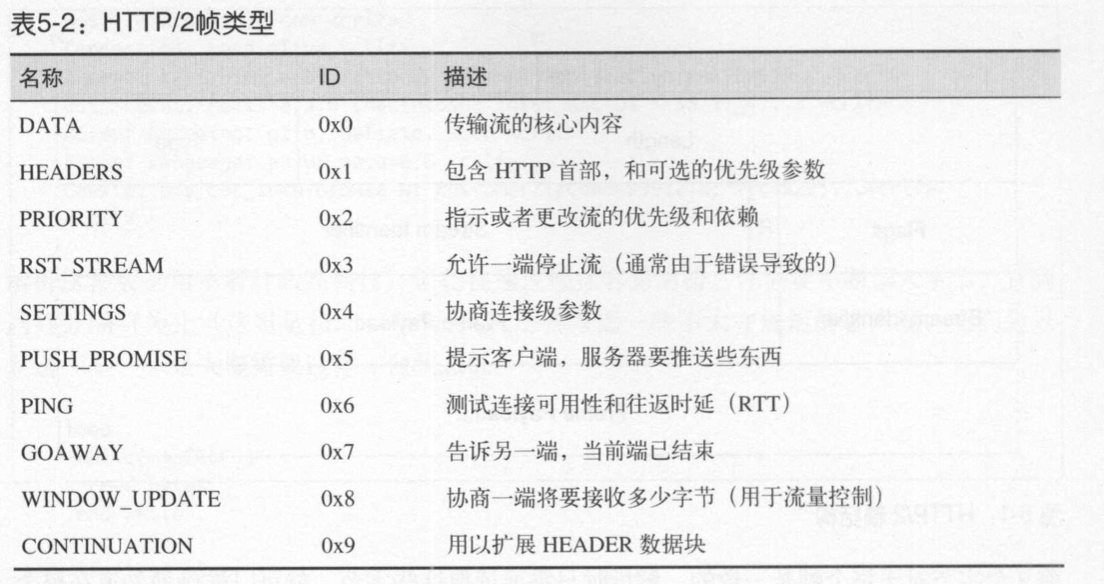 表5-2：HTTP/2帧类型
名称 ID 描述
DATA 0x0 传输流的核心内容
HEADERS 0x1 包含 HTTP 首部，和可选的优先级参数
PRIORITY 0x2 指示或者更改流的优先级和依赖
RST_STREAM 0x3 允许一端停止流（通常由于错误导致的）
SETTINGS 0x4 协商连接级参数
PUSH_PROMISE 0x5 提示客户端，服务器要推送些东西
PING 0x6 测试连接可用性和往返时延（RTT）
GOAWAY 0x7 告诉另一端，当前端已结束
WINDOW_UPDATE 0x8 协商一端将要接收多少字节（用于流量控制）
CONTINUATION 0x9 用以扩展 HEADER 数据块